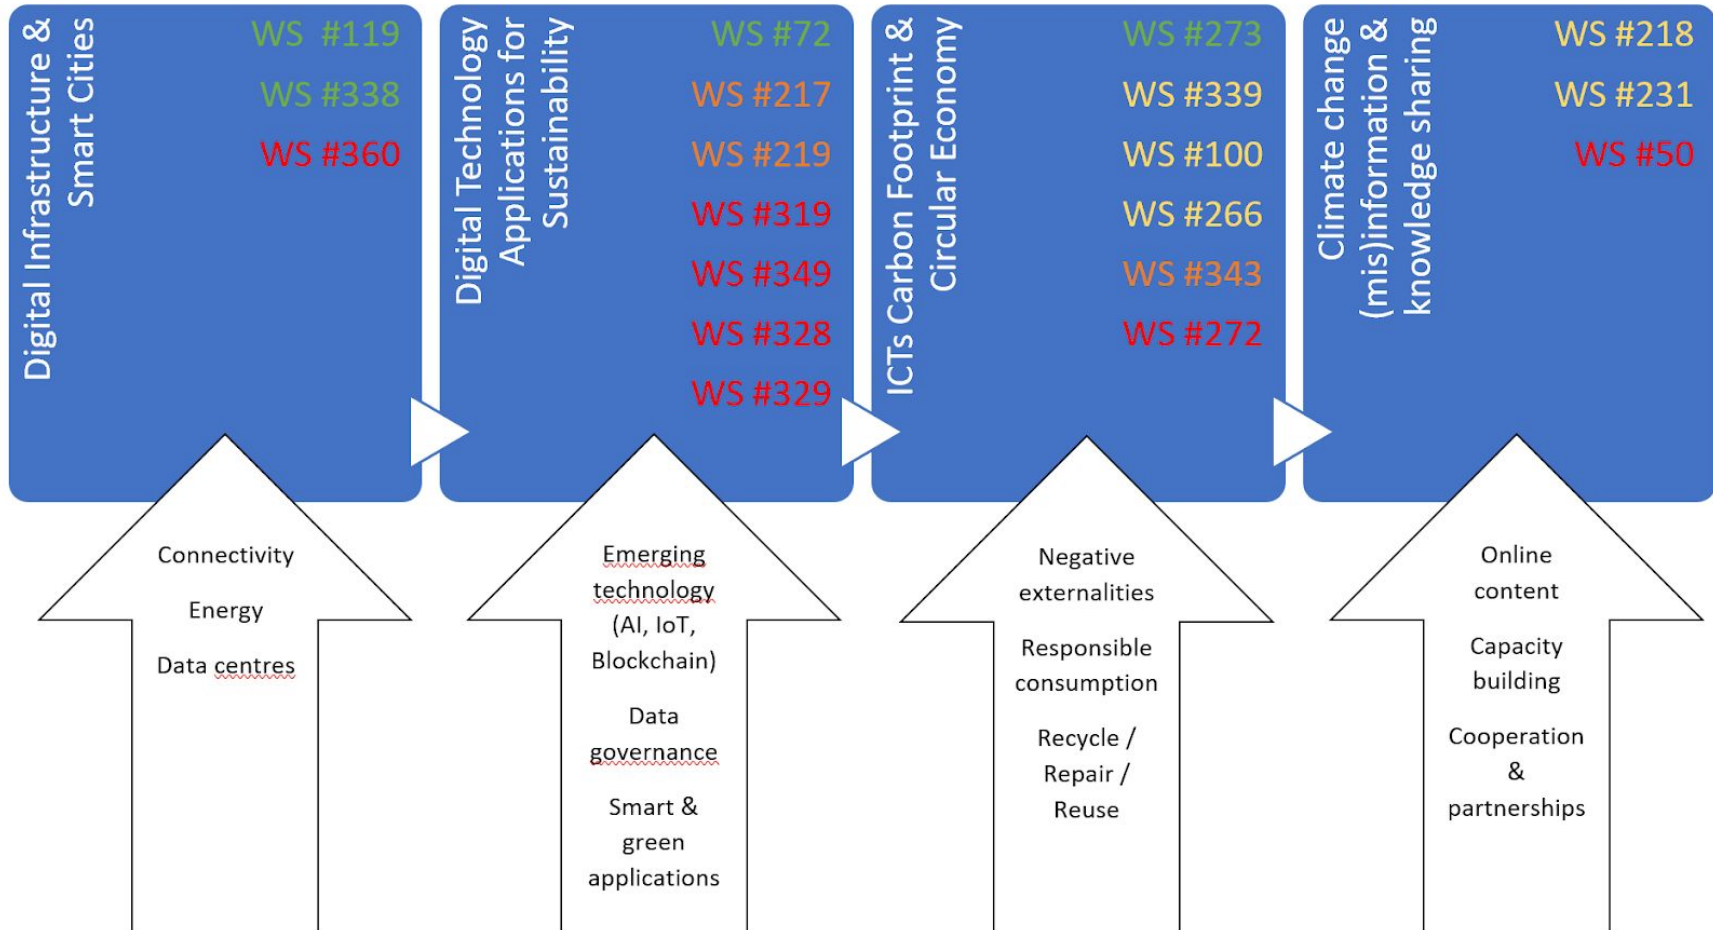 Digital Infrastructure &
Smart Cities
WS  #119
WS #338
WS #360
Digital Technology
Applications for
Sustainability
WS #72
WS #217
WS #219
WS #319
WS #349
WS #328
WS #329
ICTs Carbon Footprint &
Circular Economy
WS #273
WS #339
WS #100
WS #266
WS #343
WS #272
Climate change
(mis)information &
knowledge sharing
WS #218
WS #231
WS #50
Connectivity
Energy
Data centres
Emerging
technology
(AI, IoT,
Blockchain)
Data
governance
Smart &
green
applications
Negative
externalities
Responsible
consumption
Recycle /
Repair /
Reuse
Online
content
Capacity
building
Cooperation
&
partnerships